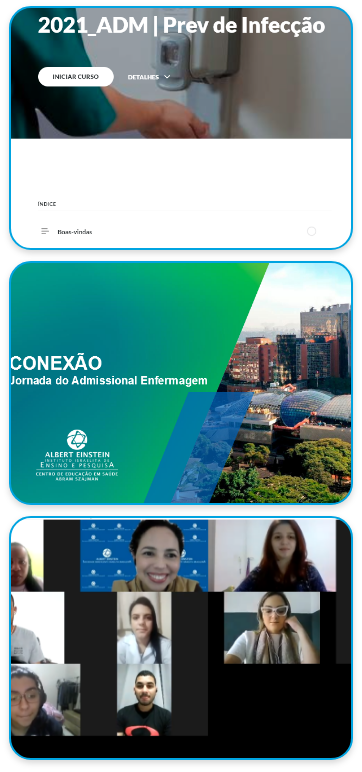 2021_ADM | Prev de Infecção
INICIAR CURSO
DETALHES
ÍNDICE
Boas-vindas
CONEXÃO
Jornada do Admissional Enfermagem
ALBERT EINSTEIN
INSTITUTO ISRAELITA DE
ENSINO E PESQUISA
CENTRO DE EDUCAÇÃO EM SAÚDE
ABRAM SZAJMAN